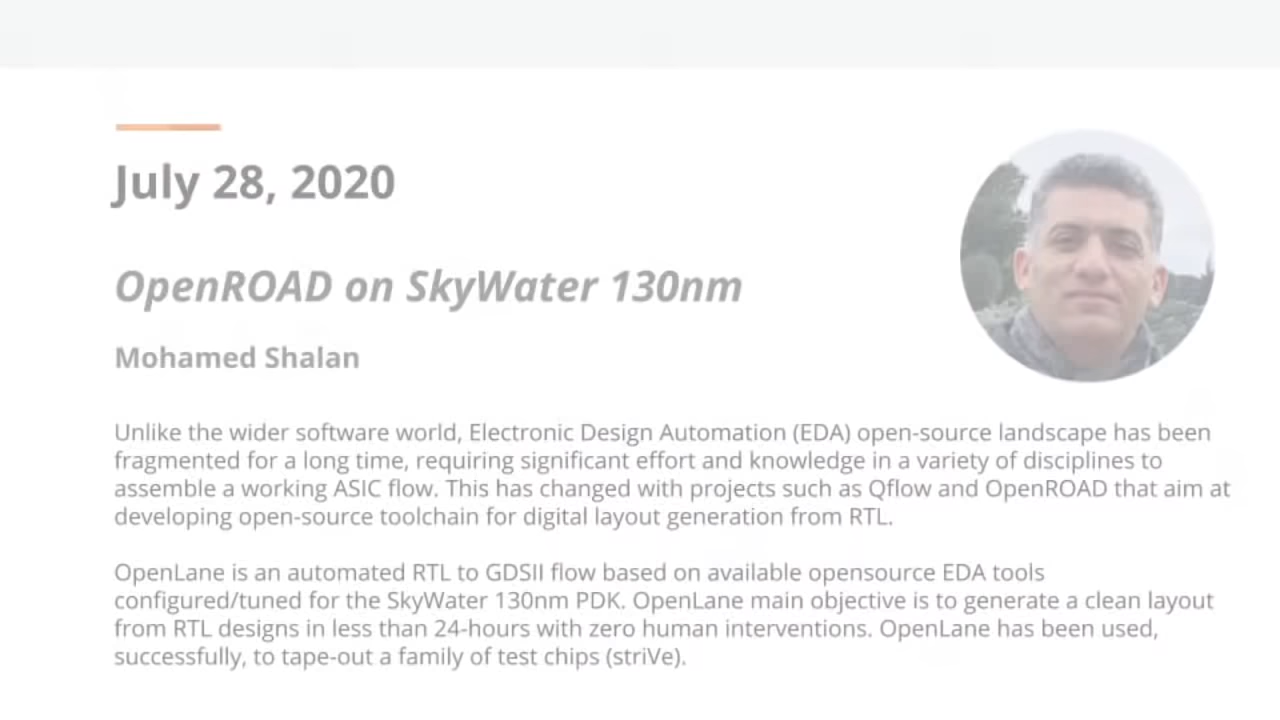 July 28, 2020
OpenROAD on SkyWater 130nm
Mohamed Shalan
Unlike the wider software world, Electronic Design Automation (EDA) open-source landscape has been
fragmented for a long time, requiring significant effort and knowledge in a variety of disciplines to
assemble a working ASIC flow. This has changed with projects such as Qflow and OpenROAD that aim at
developing open-source toolchain for digital layout generation from RTL.
OpenLane is an automated RTL to GDSII flow based on available opensource EDA tools
configured/tuned for the SkyWater 130nm PDK. OpenLane main objective is to generate a clean layout
from RTL designs in less than 24-hours with zero human interventions. OpenLane has been used,
successfully, to tape-out a family of test chips (striVe).